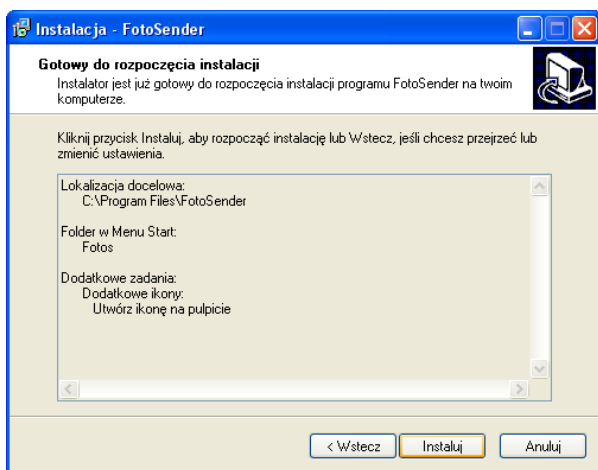 Instalacja - FotoSender
Gotowy do rozpoczęcia instalacji
Instalator jest już gotowy do rozpoczęcia instalacji programu FotoSender na twoim
komputerze.
Kliknij przycisk Instaluj, aby rozpocząć instalację lub Wstecz, jeśli chcesz przejrzeć lub
zmienić ustawienia.
Lokalizacja docelowa:
C:\Program Files\FotoSender
Folder w Menu Start:
Fotos
Dodatkowe zadania:
Dodatkowe ikony:
Utwórz ikonę na pulpicie
< Wstecz Instaluj Anuluj